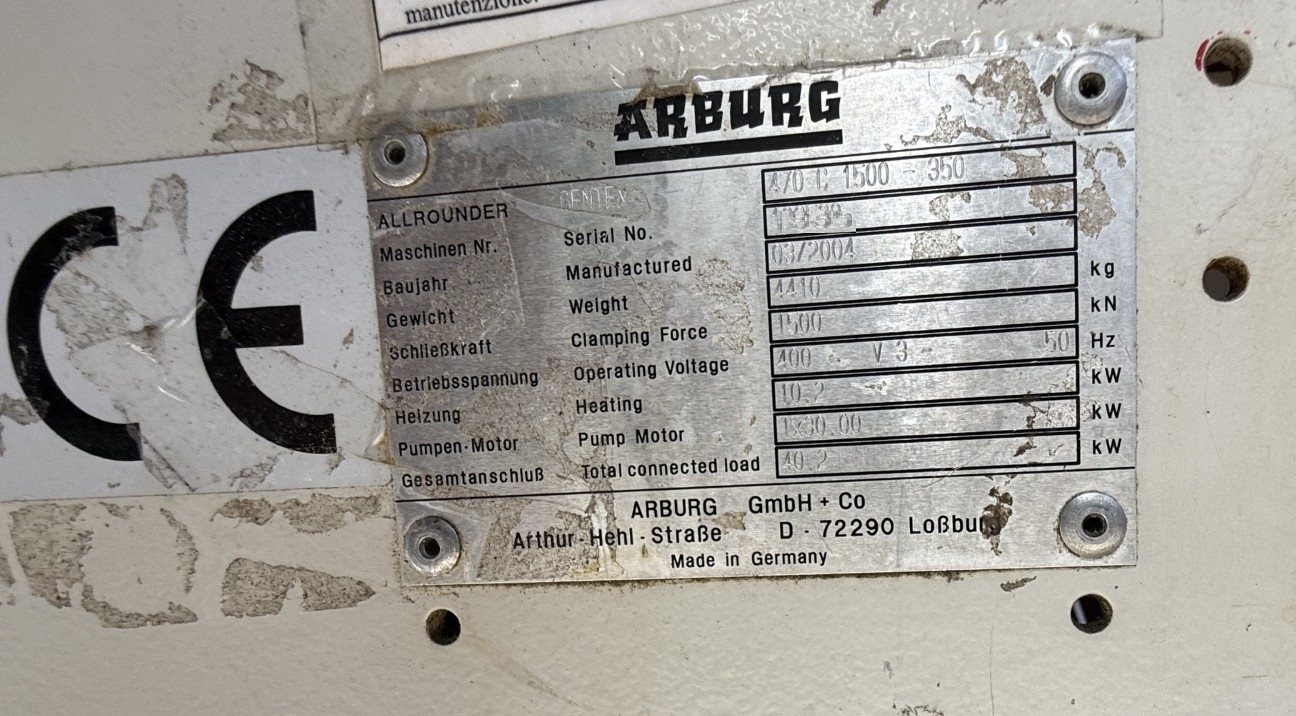 manutenzione.
ARBURG
ALLROUNDER CENTEX 470 C 1500 - 350
Maschinen Nr. Serial No.
Baujahr Manufactured 03/2004
Gewicht Weight 4410 kg
Schließkraft Clamping Force 1500 kN
Betriebsspannung Operating Voltage 400 V 3~ 50 Hz
Heizung Heating 10.2 kW
Pumpen-Motor Pump Motor 1x30.00 kW
Gesamtanschluß Total connected load 40.2 kW
ARBURG GmbH + Co
Arthur-Hehl-Straße D - 72290 Loßburg
Made in Germany
CE